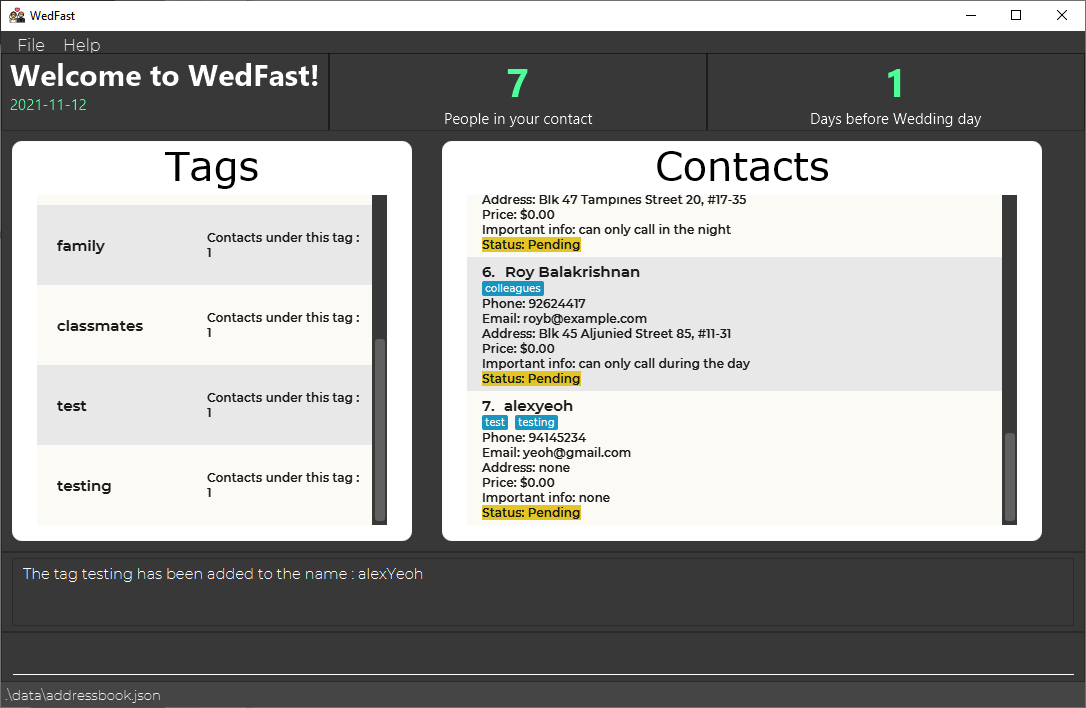 WedFast
File Help
Welcome to WedFast!
2021-11-12
7
People in your contact
1
Days before Wedding day
Tags
family
Contacts under this tag :
1
classmates
Contacts under this tag :
1
test
Contacts under this tag :
1
testing
Contacts under this tag :
1
Contacts
Address: Blk 47 Tampines Street 20, #17-35
Price: $0.00
Important info: can only call in the night
Status: Pending
6. Roy Balakrishnan
colleagues
Phone: 92624417
Email: royb@example.com
Address: Blk 45 Aljunied Street 85, #11-31
Price: $0.00
Important info: can only call during the day
Status: Pending
7. alexyeoh
test testing
Phone: 94145234
Email: yeoh@gmail.com
Address: none
Price: $0.00
Important info: none
Status: Pending
The tag testing has been added to the name : alexYeoh
.\data\addressbook.json